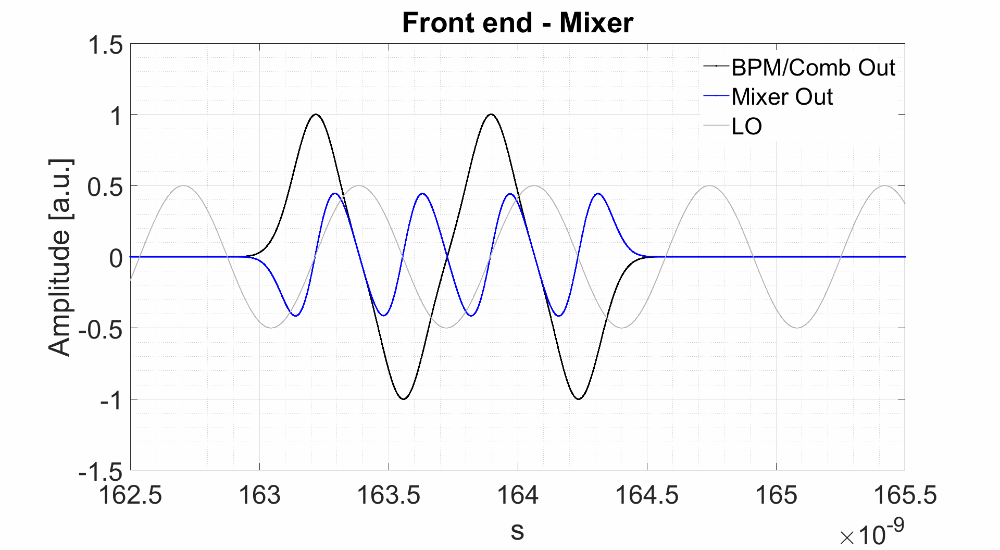 Front end - Mixer
1.5
1
0.5
0
-0.5
-1
-1.5
Amplitude [a.u.]
BPM/Comb Out
Mixer Out
LO
162.5 163 163.5 164 164.5 165 165.5
s
×10⁻⁹